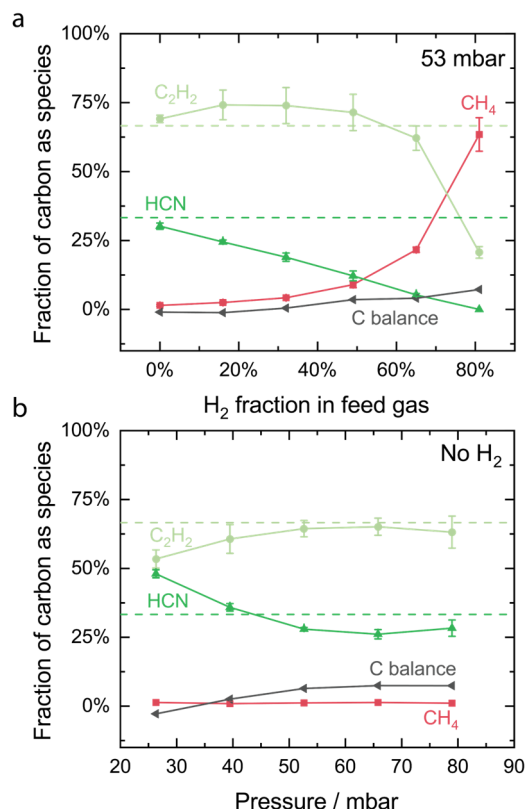 a
100%
53 mbar
C₂H₂
CH₄
75%
50%
HCN
25%
C balance
0%
0% 20% 40% 60% 80%
Fraction of carbon as species
H₂ fraction in feed gas
b
100%
No H₂
75%
C₂H₂
50%
HCN
25%
C balance
0%
CH₄
20 30 40 50 60 70 80 90
Fraction of carbon as species
Pressure / mbar